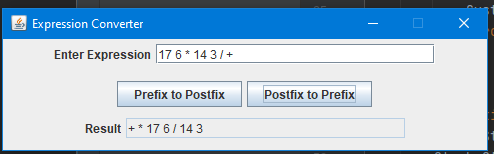 Expression Converter
Enter Expression 17 6 * 14 3 / +
Prefix to Postfix Postfix to Prefix
Result + * 17 6 / 14 3